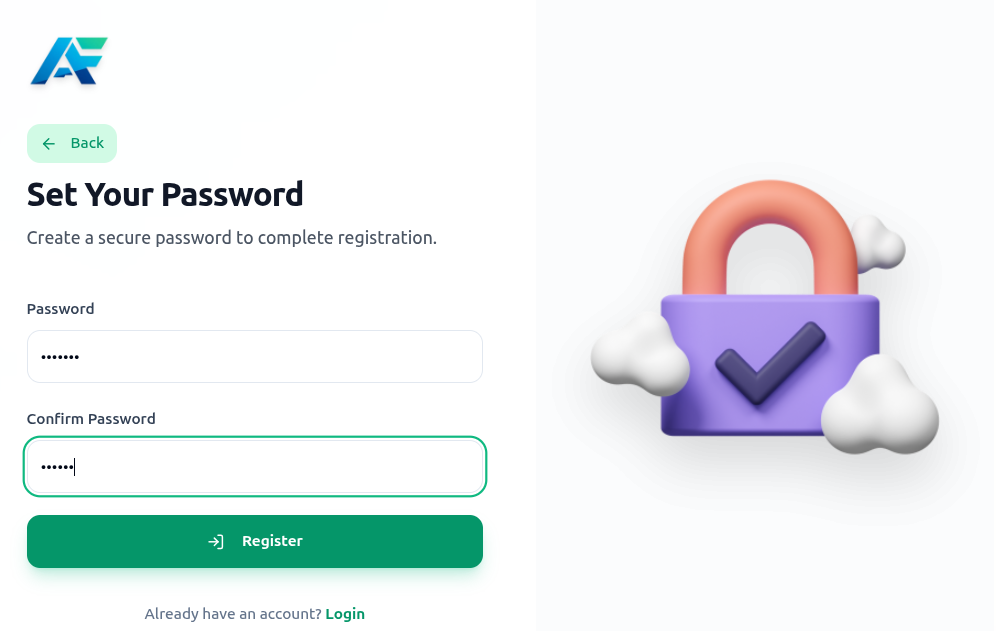 AF
Back
Set Your Password
Create a secure password to complete registration.
Password
•••••••
Confirm Password
••••••
Register
Already have an account? Login